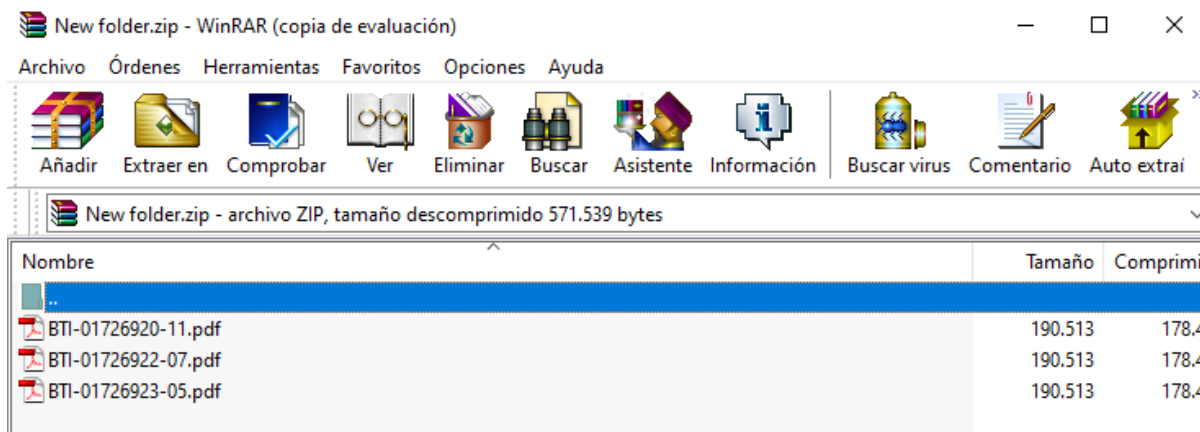 New folder.zip - WinRAR (copia de evaluación)
Archivo Órdenes Herramientas Favoritos Opciones Ayuda
Añadir Extraer en Comprobar Ver Eliminar Buscar Asistente Información Buscar virus Comentario Auto extraí
New folder.zip - archivo ZIP, tamaño descomprimido 571.539 bytes
Nombre Tamaño Comprimi
..
BTI-01726920-11.pdf 190.513 178.4
BTI-01726922-07.pdf 190.513 178.4
BTI-01726923-05.pdf 190.513 178.4